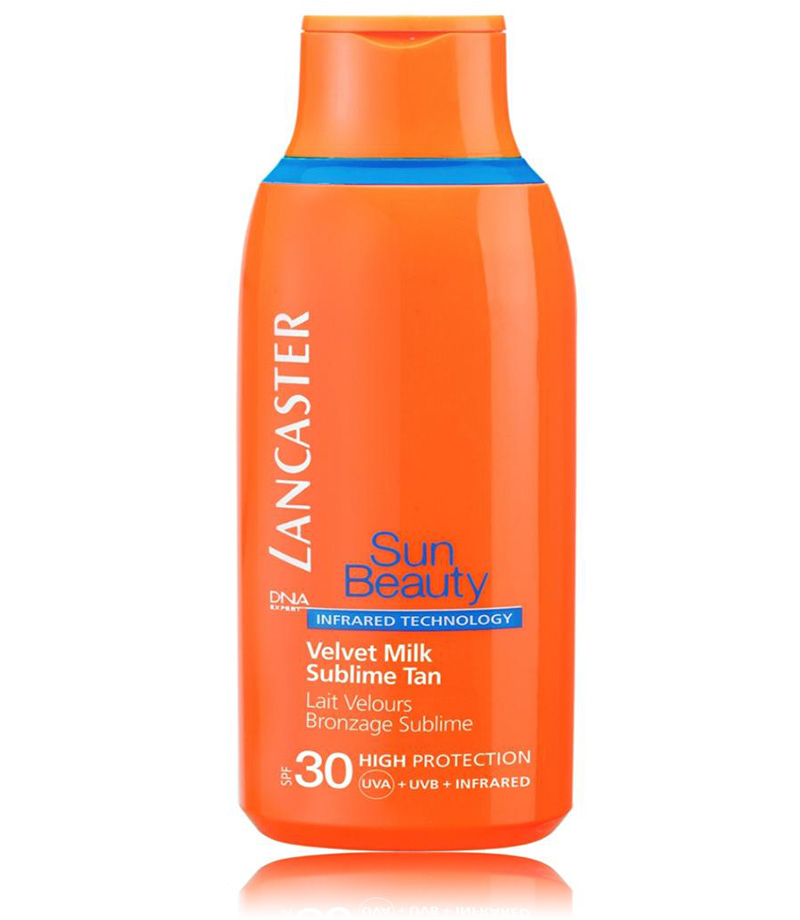 LANCASTER
Sun
Beauty
DNA
EXPERT
INFRARED TECHNOLOGY
Velvet Milk
Sublime Tan
Lait Velours
Bronzage Sublime
SPF 30 HIGH PROTECTION
UVA + UVB + INFRARED